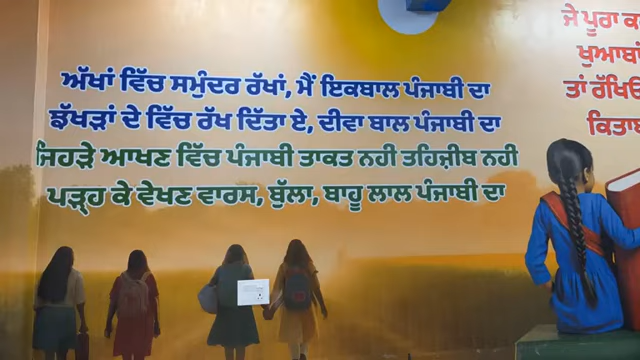 ਅੱਖਾਂ ਵਿੱਚ ਸਮੁੰਦਰ ਰੱਖਾਂ, ਮੈਂ ਇਕਬਾਲ ਪੰਜਾਬੀ ਦਾ
ਝੱਖੜਾਂ ਦੇ ਵਿੱਚ ਰੱਖ ਦਿੱਤਾ ਏ, ਦੀਵਾ ਬਾਲ ਪੰਜਾਬੀ ਦਾ
ਜਿਹੜੇ ਆਖਣ ਵਿੱਚ ਪੰਜਾਬੀ ਤਾਕਤ ਨਹੀ ਤਹਿਜ਼ੀਬ ਨਹੀ
ਪੜ੍ਹ ਕੇ ਵੇਖਣ ਵਾਰਸ, ਬੁੱਲਾ, ਬਾਹੂ ਲਾਲ ਪੰਜਾਬੀ ਦਾ
ਜੇ ਪੂਰਾ
ਖੁਆਬਾਂ
ਤਾਂ